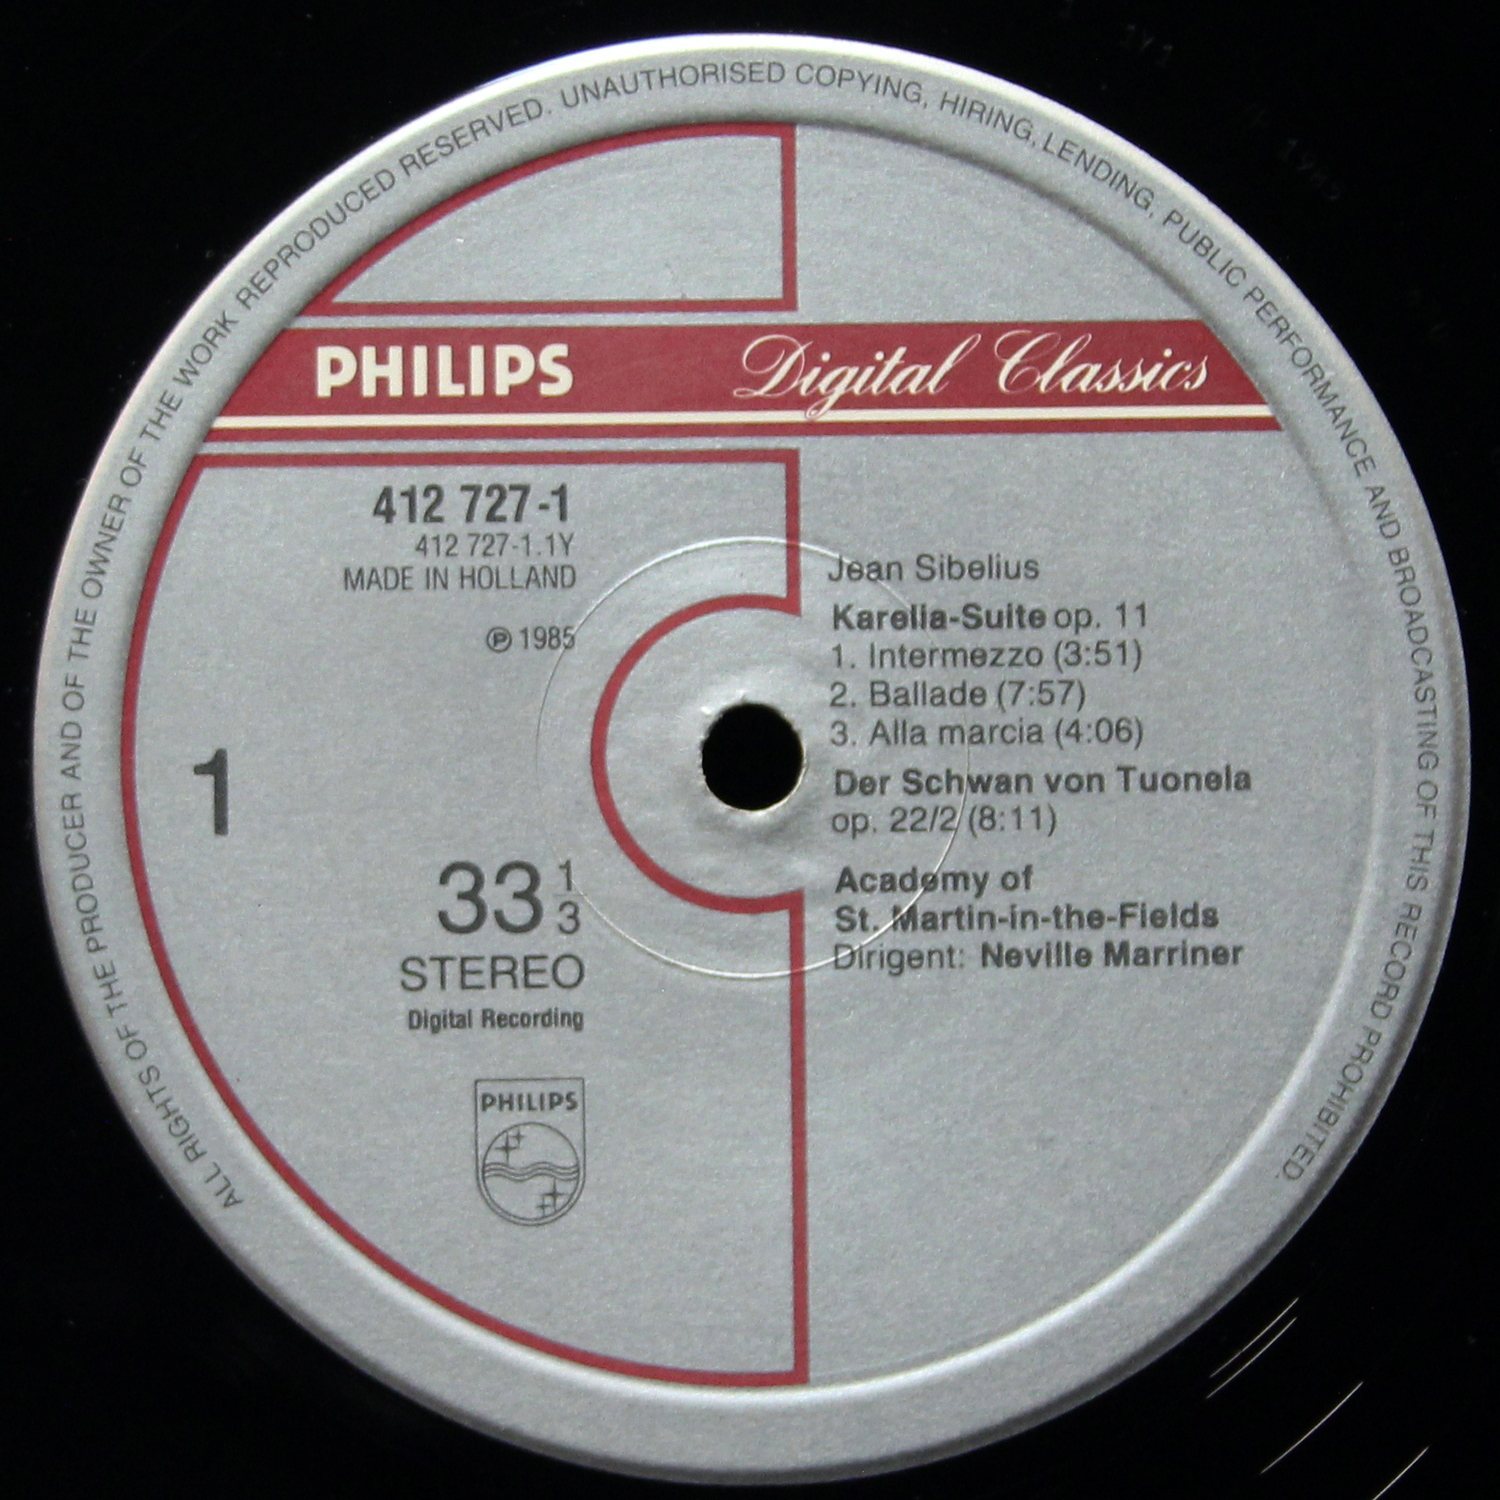 ALL RIGHTS OF THE PRODUCER AND OF THE OWNER OF THE WORK REPRODUCED RESERVED. UNAUTHORISED COPYING, HIRING, LENDING, PUBLIC PERFORMANCE AND BROADCASTING OF THIS RECORD PROHIBITED.
PHILIPS Digital Classics
412 727-1
412 727-1.1Y
MADE IN HOLLAND
℗ 1985
1
33 1/3
STEREO
Digital Recording
PHILIPS
Jean Sibelius
Karelia-Suite op. 11
1. Intermezzo (3:51)
2. Ballade (7:57)
3. Alla marcia (4:06)
Der Schwan von Tuonela
op. 22/2 (8:11)
Academy of
St. Martin-in-the-Fields
Dirigent: Neville Marriner